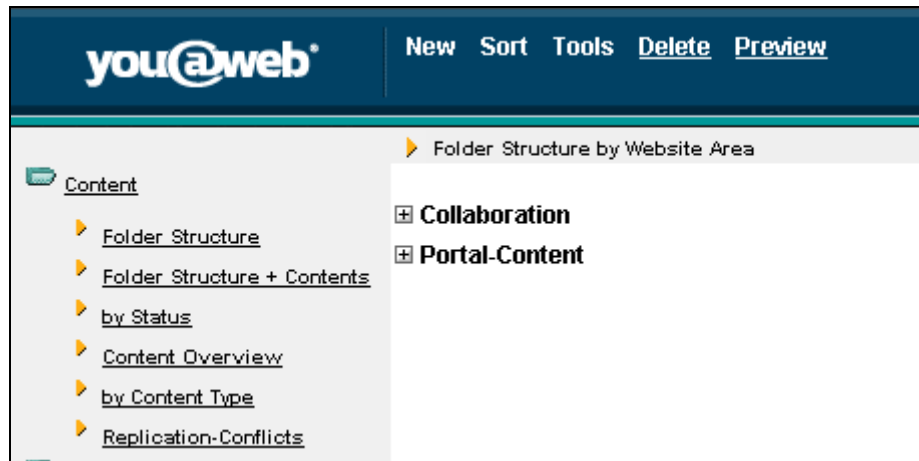 you@web
New Sort Tools Delete Preview
Folder Structure by Website Area
Content
Folder Structure
Folder Structure + Contents
by Status
Content Overview
by Content Type
Replication-Conflicts
Collaboration
Portal-Content